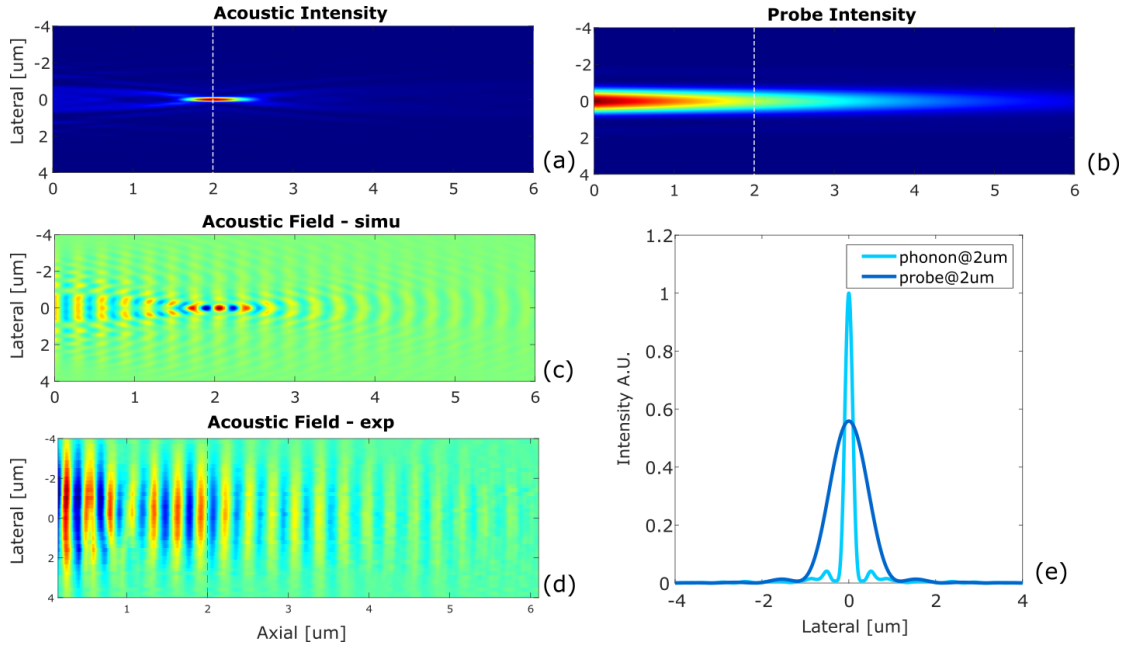 Acoustic Intensity
-4
-2
0
2
4
Lateral [um]
0 1 2 3 4 5 6
(a)
Probe Intensity
-4
-2
0
2
4
0 1 2 3 4 5 6
(b)
Acoustic Field - simu
-4
-2
0
2
4
Lateral [um]
0 1 2 3 4 5 6
(c)
Acoustic Field - exp
-4
-2
0
2
4
Lateral [um]
1 2 3 4 5 6
Axial [um]
(d)
1.2
1
0.8
0.6
0.4
0.2
0
Intensity A.U.
phonon@2um
probe@2um
-4 -2 0 2 4
Lateral [um]
(e)